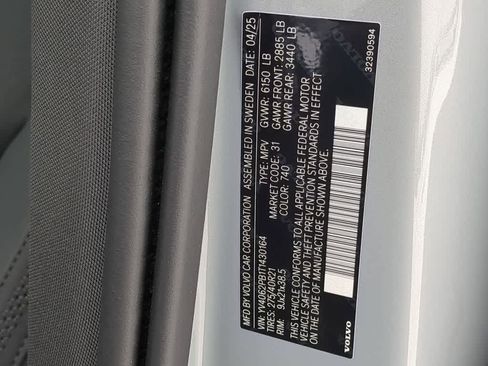 MFD BY VOLVO CAR CORPORATION ASSEMBLED IN SWEDEN DATE: 04/25
VIN: YV4062PB1T1430164 TYPE: MPV GVWR: 6150 LB
TIRES: 275/40R21 MARKET CODE: 31 GAWR FRONT: 2885 LB
RIM: 9Jx21x38.5 COLOR: 740 GAWR REAR: 3440 LB
THIS VEHICLE CONFORMS TO ALL APPLICABLE FEDERAL MOTOR
VEHICLE SAFETY AND THEFT PREVENTION STANDARDS IN EFFECT
ON THE DATE OF MANUFACTURE SHOWN ABOVE.
VOLVO 32390594